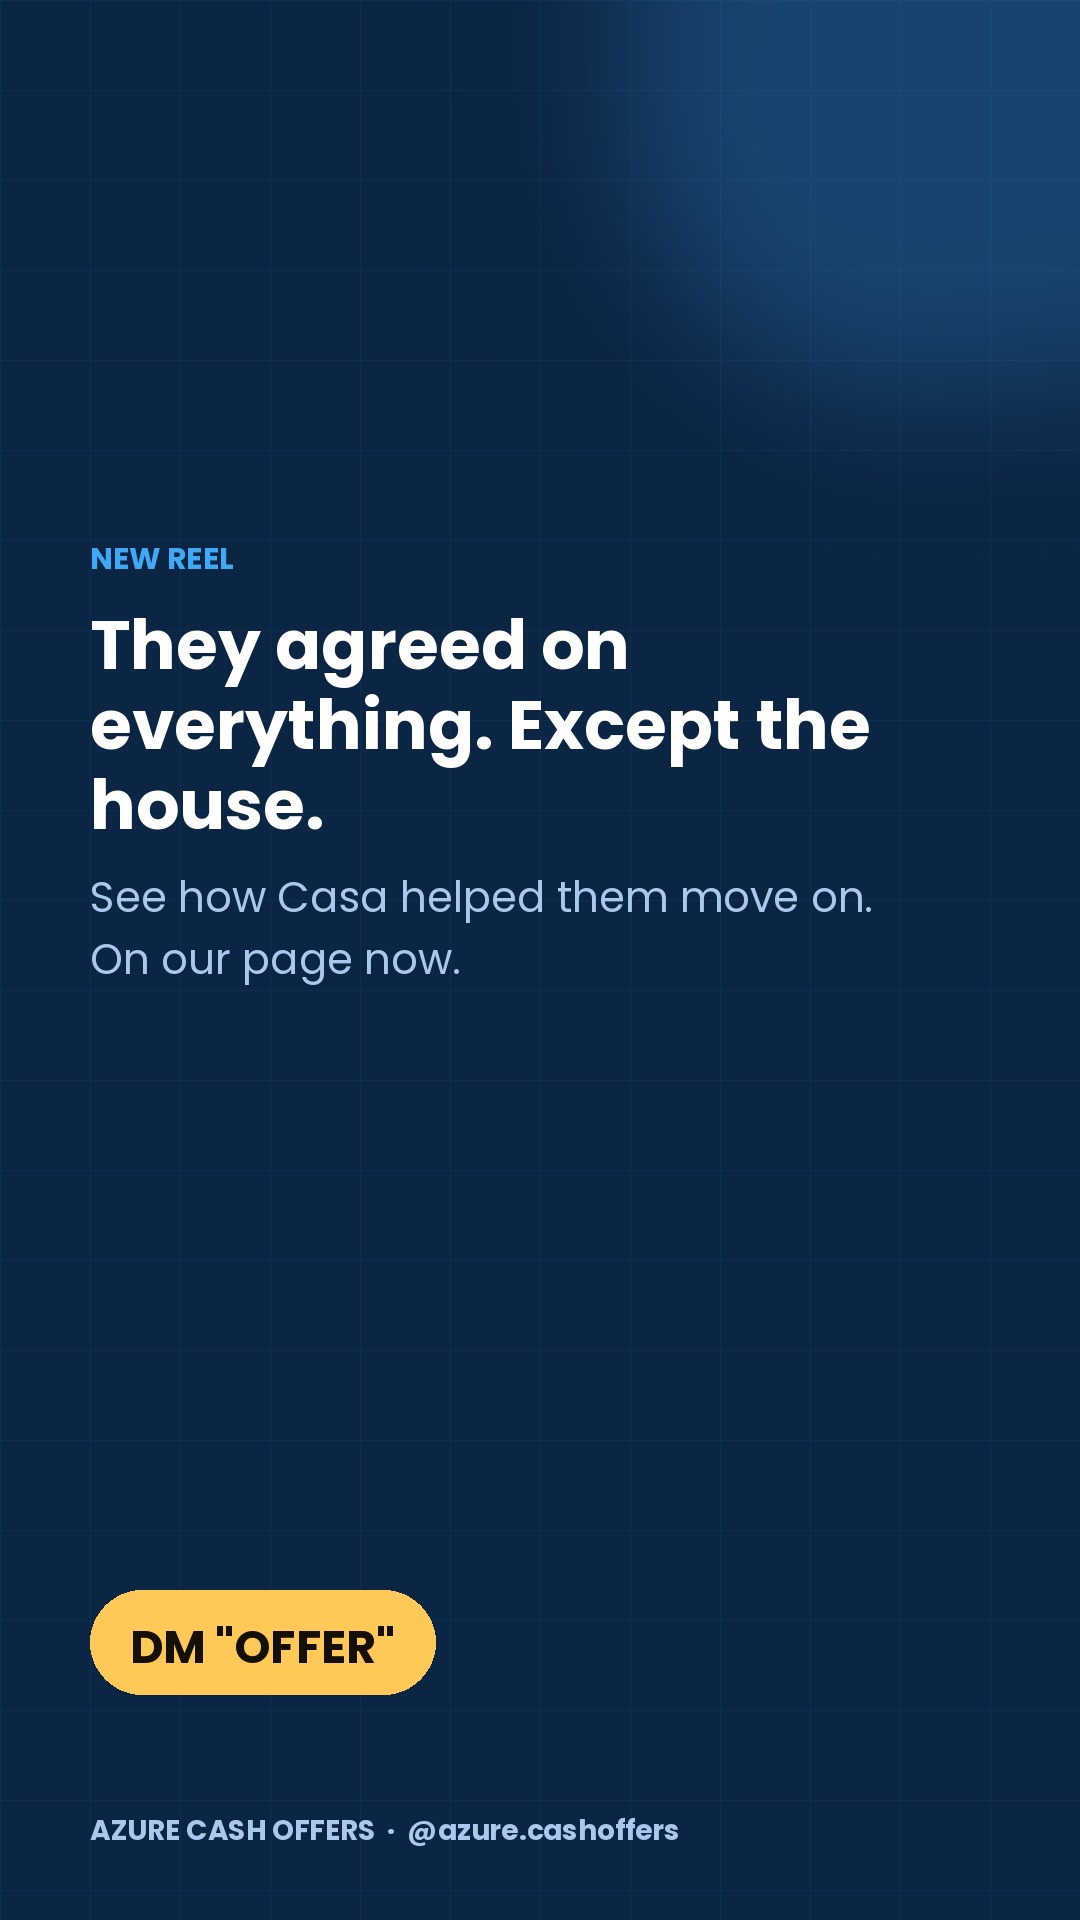 NEW REEL
They agreed on
everything. Except the
house.
See how Casa helped them move on.
On our page now.
DM "OFFER"
AZURE CASH OFFERS · @azure.cashoffers